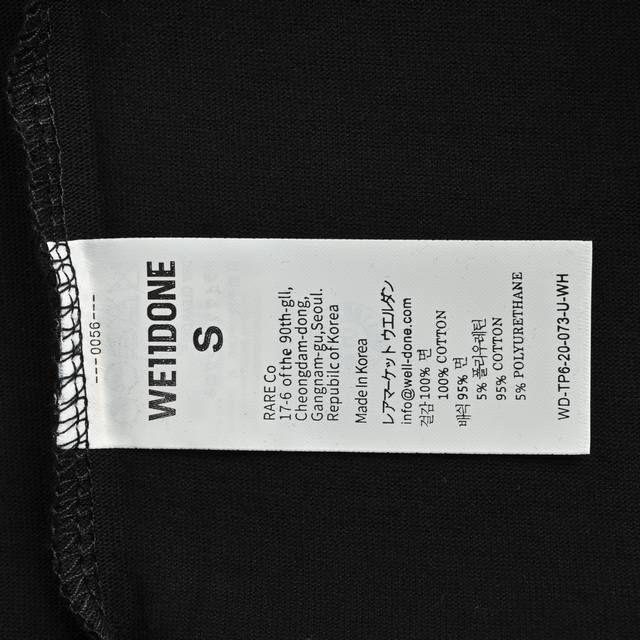 ---0056---
WE11DONE
S
RARE Co
17-6 of the 90th-gil,
Cheongdam-dong,
Gangnam-gu,Seoul.
Republic of Korea
Made In Korea
レアマーケット ウエルダン
info@well-done.com
겉감 100% 면
100% COTTON
배쉭 95% 면
5% 폴리우레탄
95% COTTON
5% POLYURETHANE
WD-TP6-20-073-U-WH